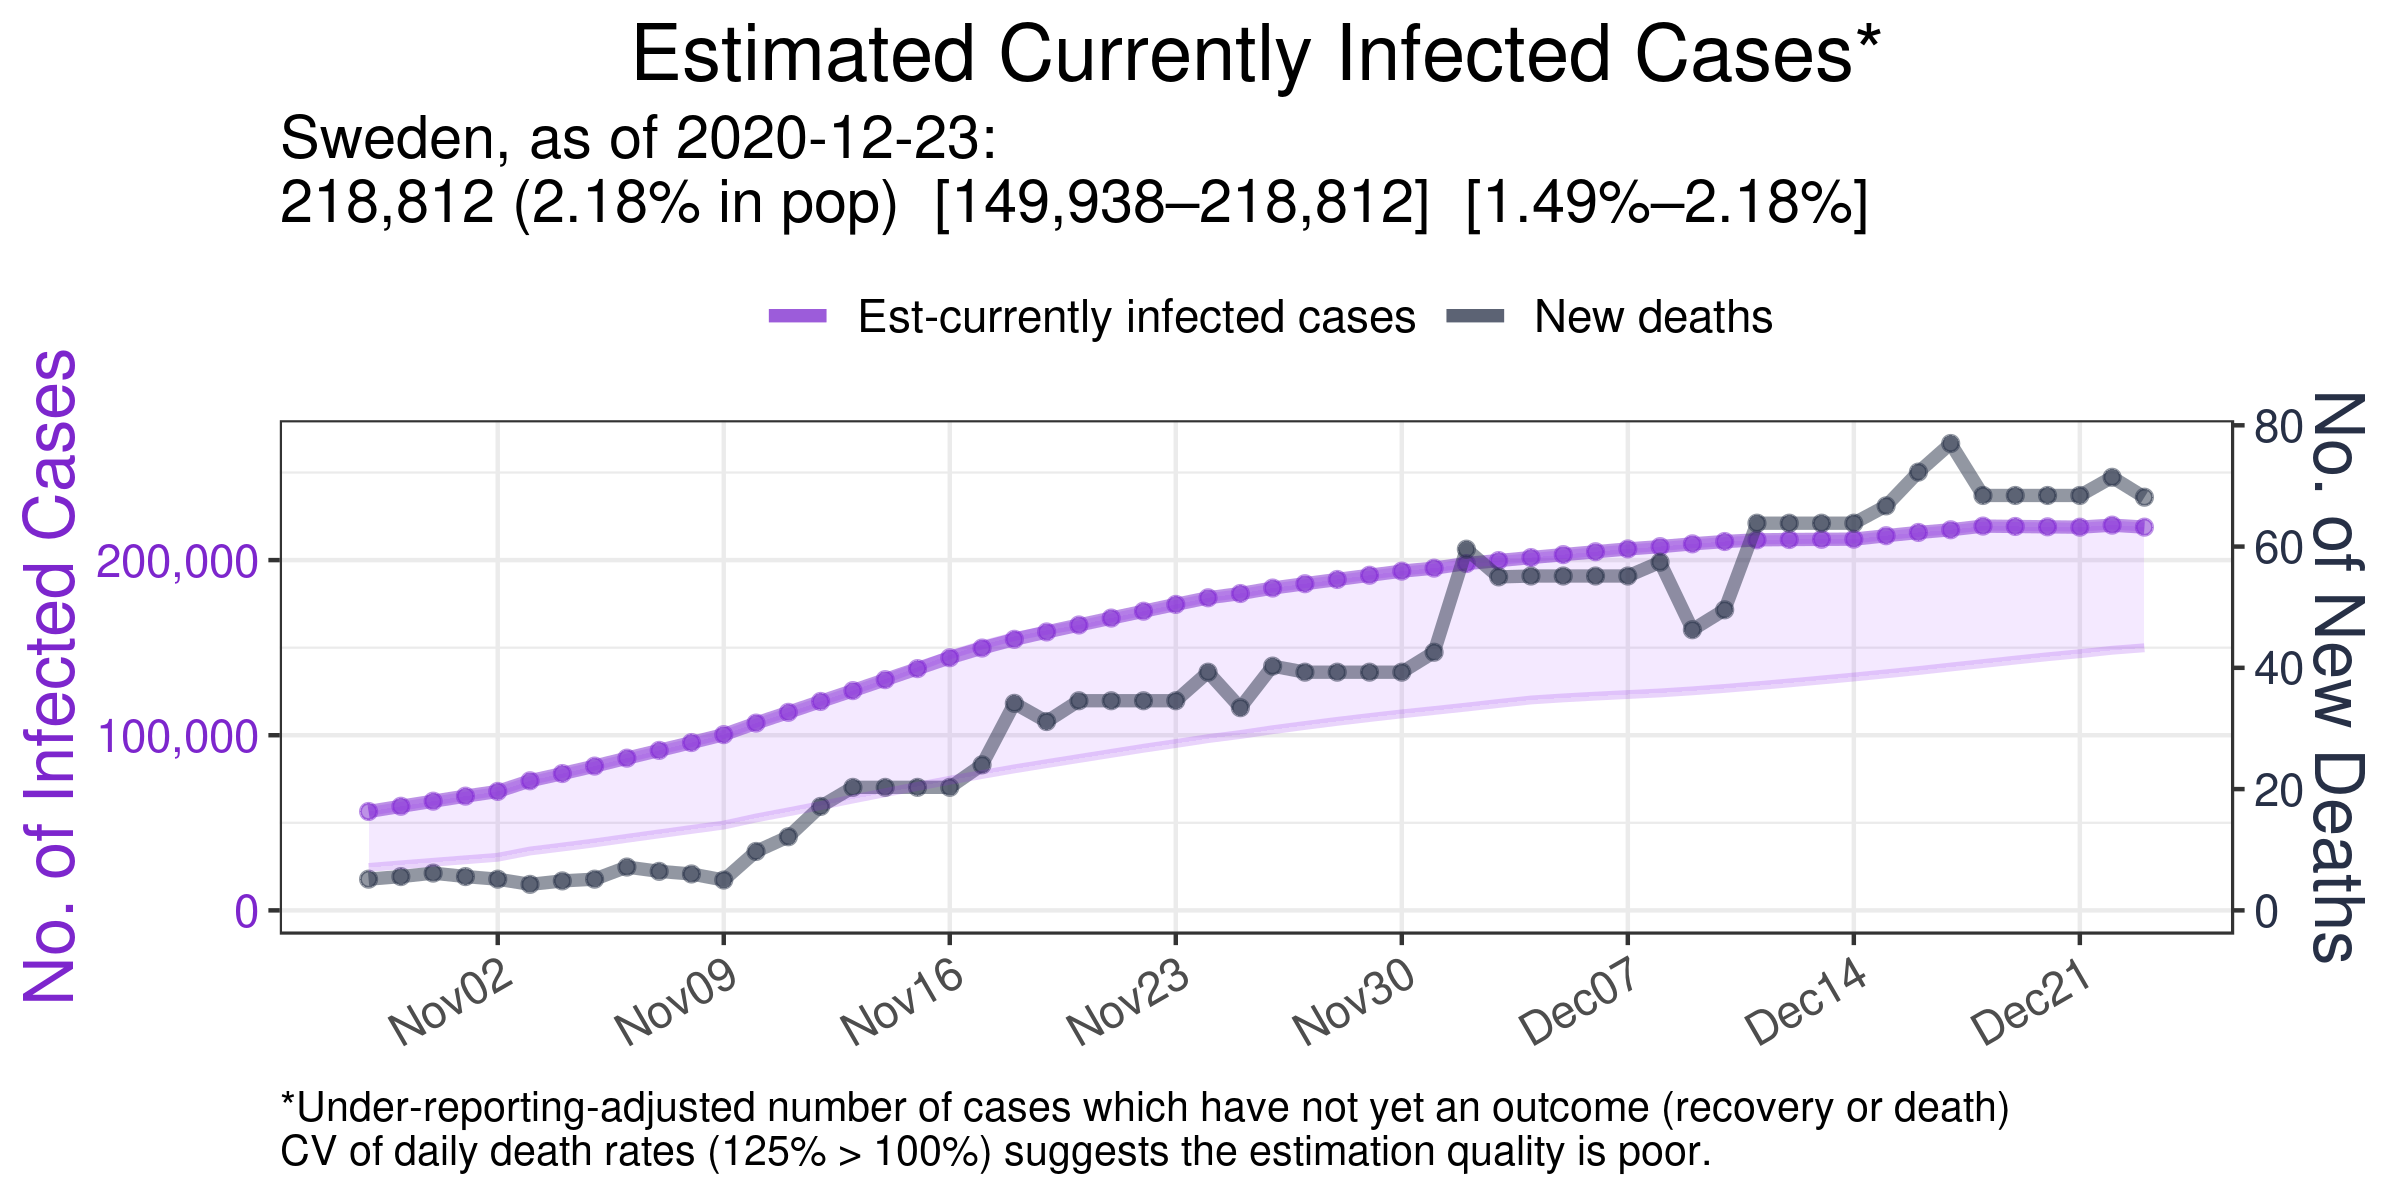 Estimated Currently Infected Cases*
Sweden, as of 2020-12-23:
218,812 (2.18% in pop) [149,938–218,812] [1.49%–2.18%]
Est-currently infected cases New deaths
No. of Infected Cases
200,000
100,000
0
80
60
40
20
0
No. of New Deaths
Nov02 Nov09 Nov16 Nov23 Nov30 Dec07 Dec14 Dec21
*Under-reporting-adjusted number of cases which have not yet an outcome (recovery or death)
CV of daily death rates (125% > 100%) suggests the estimation quality is poor.